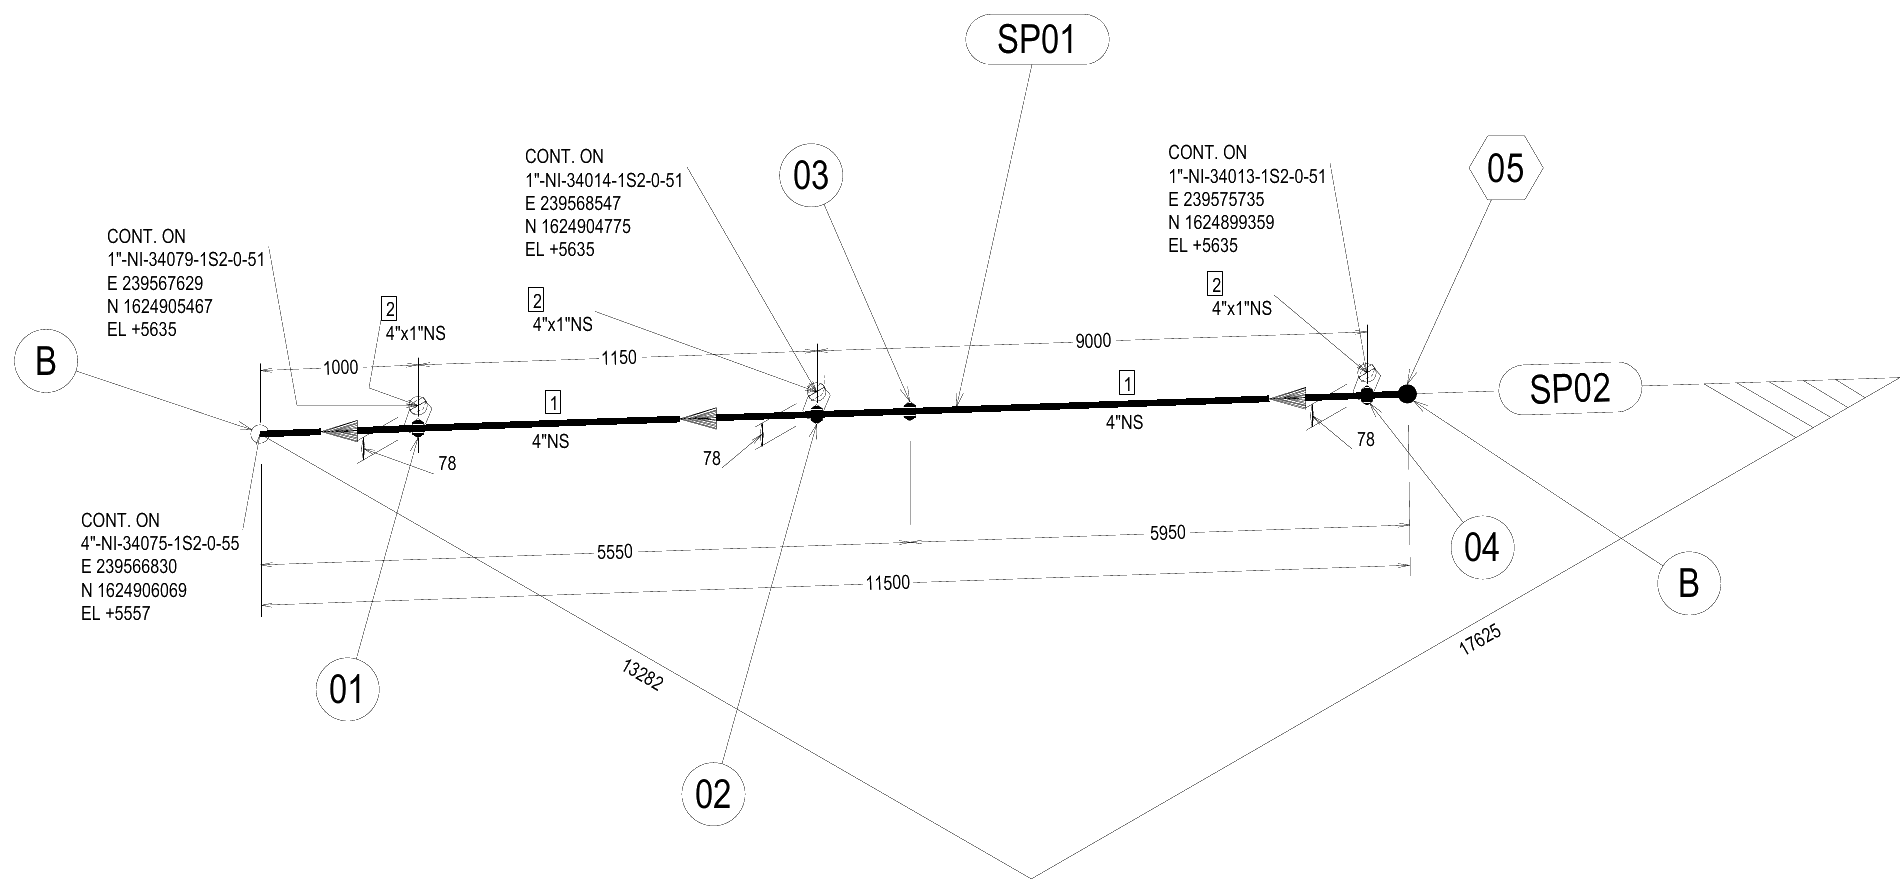 SP01
CONT. ON
1"-NI-34014-1S2-0-51
E 239568547
N 1624904775
EL +5635
03
CONT. ON
1"-NI-34013-1S2-0-51
E 239575735
N 1624899359
EL +5635
05
CONT. ON
1"-NI-34079-1S2-0-51
E 239567629
N 1624905467
EL +5635
2
4"x1"NS
2
4"x1"NS
2
4"x1"NS
B
1000
1150
9000
1
4"NS
1
4"NS
SP02
78
78
78
CONT. ON
4"-NI-34075-1S2-0-55
E 239566830
N 1624906069
EL +5557
5550
5950
11500
04
B
13282
17625
01
02